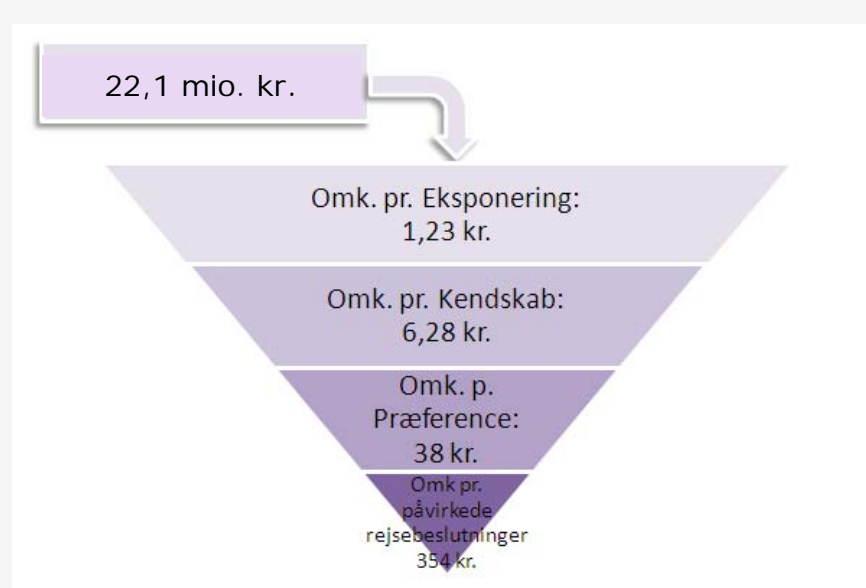 22,1 mio. kr.
Omk. pr. Eksponering:
1,23 kr.
Omk. pr. Kendskab:
6,28 kr.
Omk. p.
Præference:
38 kr.
Omk pr.
påvirkede
rejsebeslutninger
354 kr.